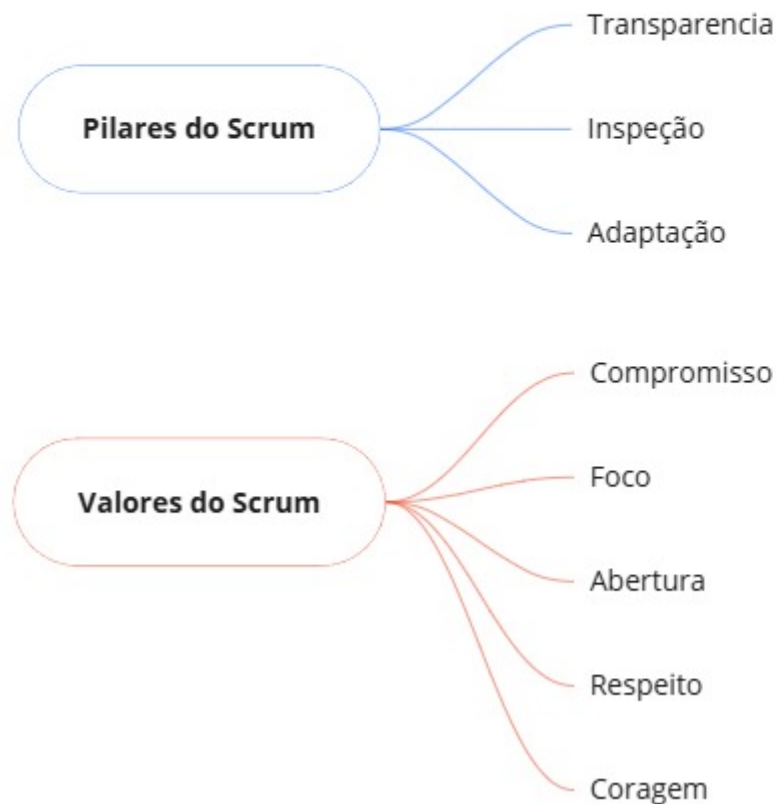 Pilares do Scrum
Transparencia
Inspeção
Adaptação
Valores do Scrum
Compromisso
Foco
Abertura
Respeito
Coragem